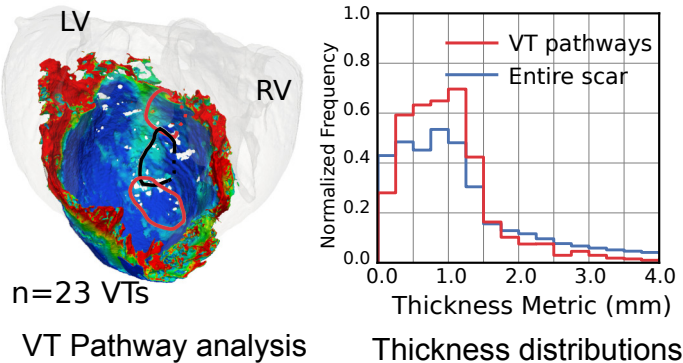 LV
RV
n=23 VTs
VT Pathway analysis
Normalized Frequency
1.0
0.8
0.6
0.4
0.2
0.0
VT pathways
Entire scar
0.0 1.0 2.0 3.0 4.0
Thickness Metric (mm)
Thickness distributions